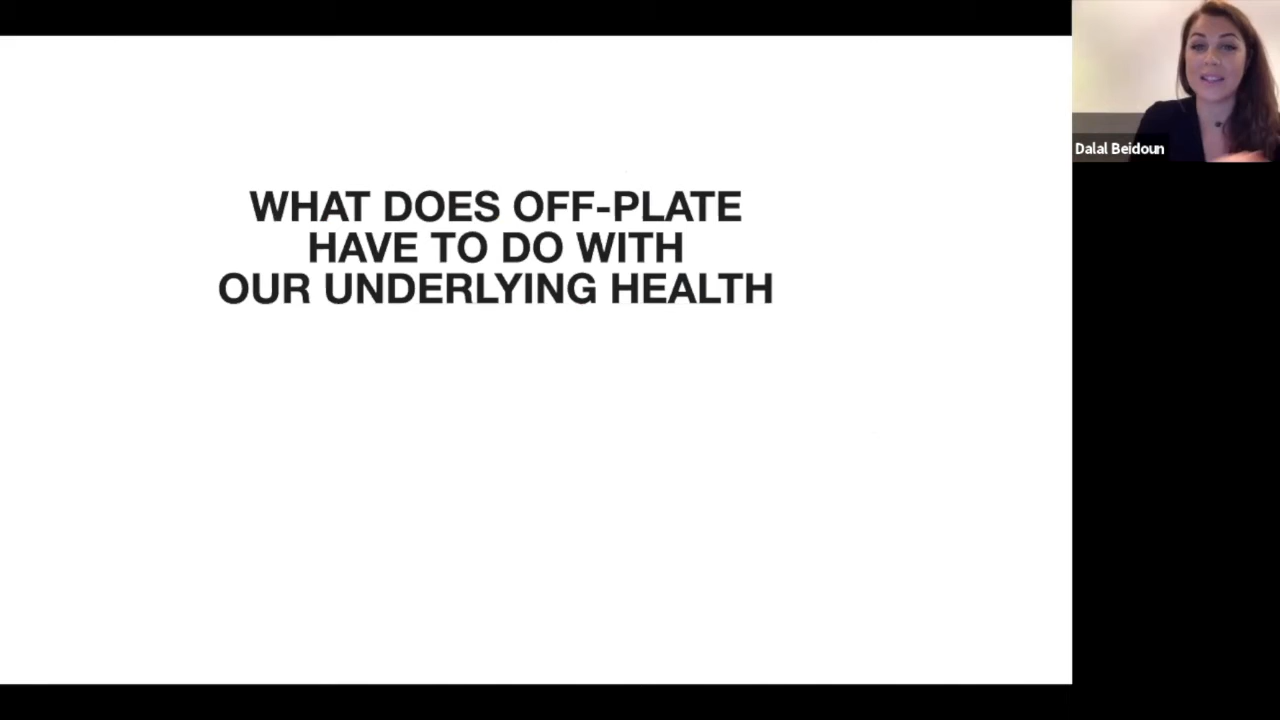 WHAT DOES OFF-PLATE
HAVE TO DO WITH
OUR UNDERLYING HEALTH
Dalal Beidoun